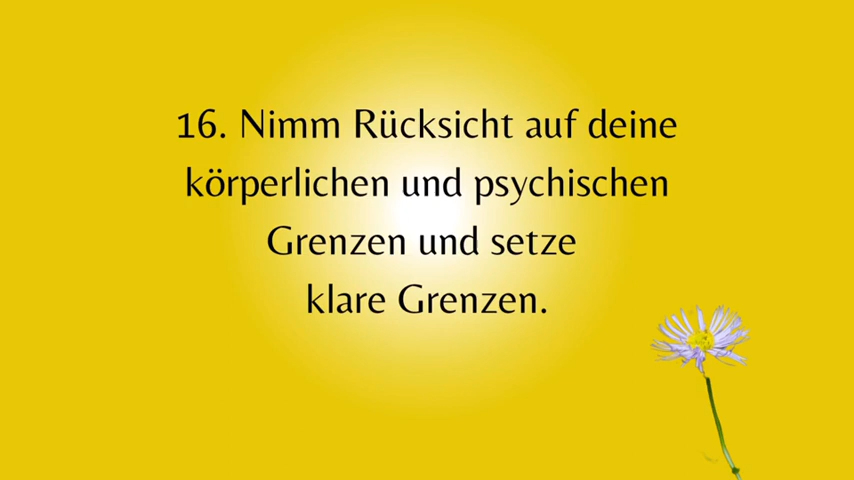 16. Nimm Rücksicht auf deine
körperlichen und psychischen
Grenzen und setze
klare Grenzen.